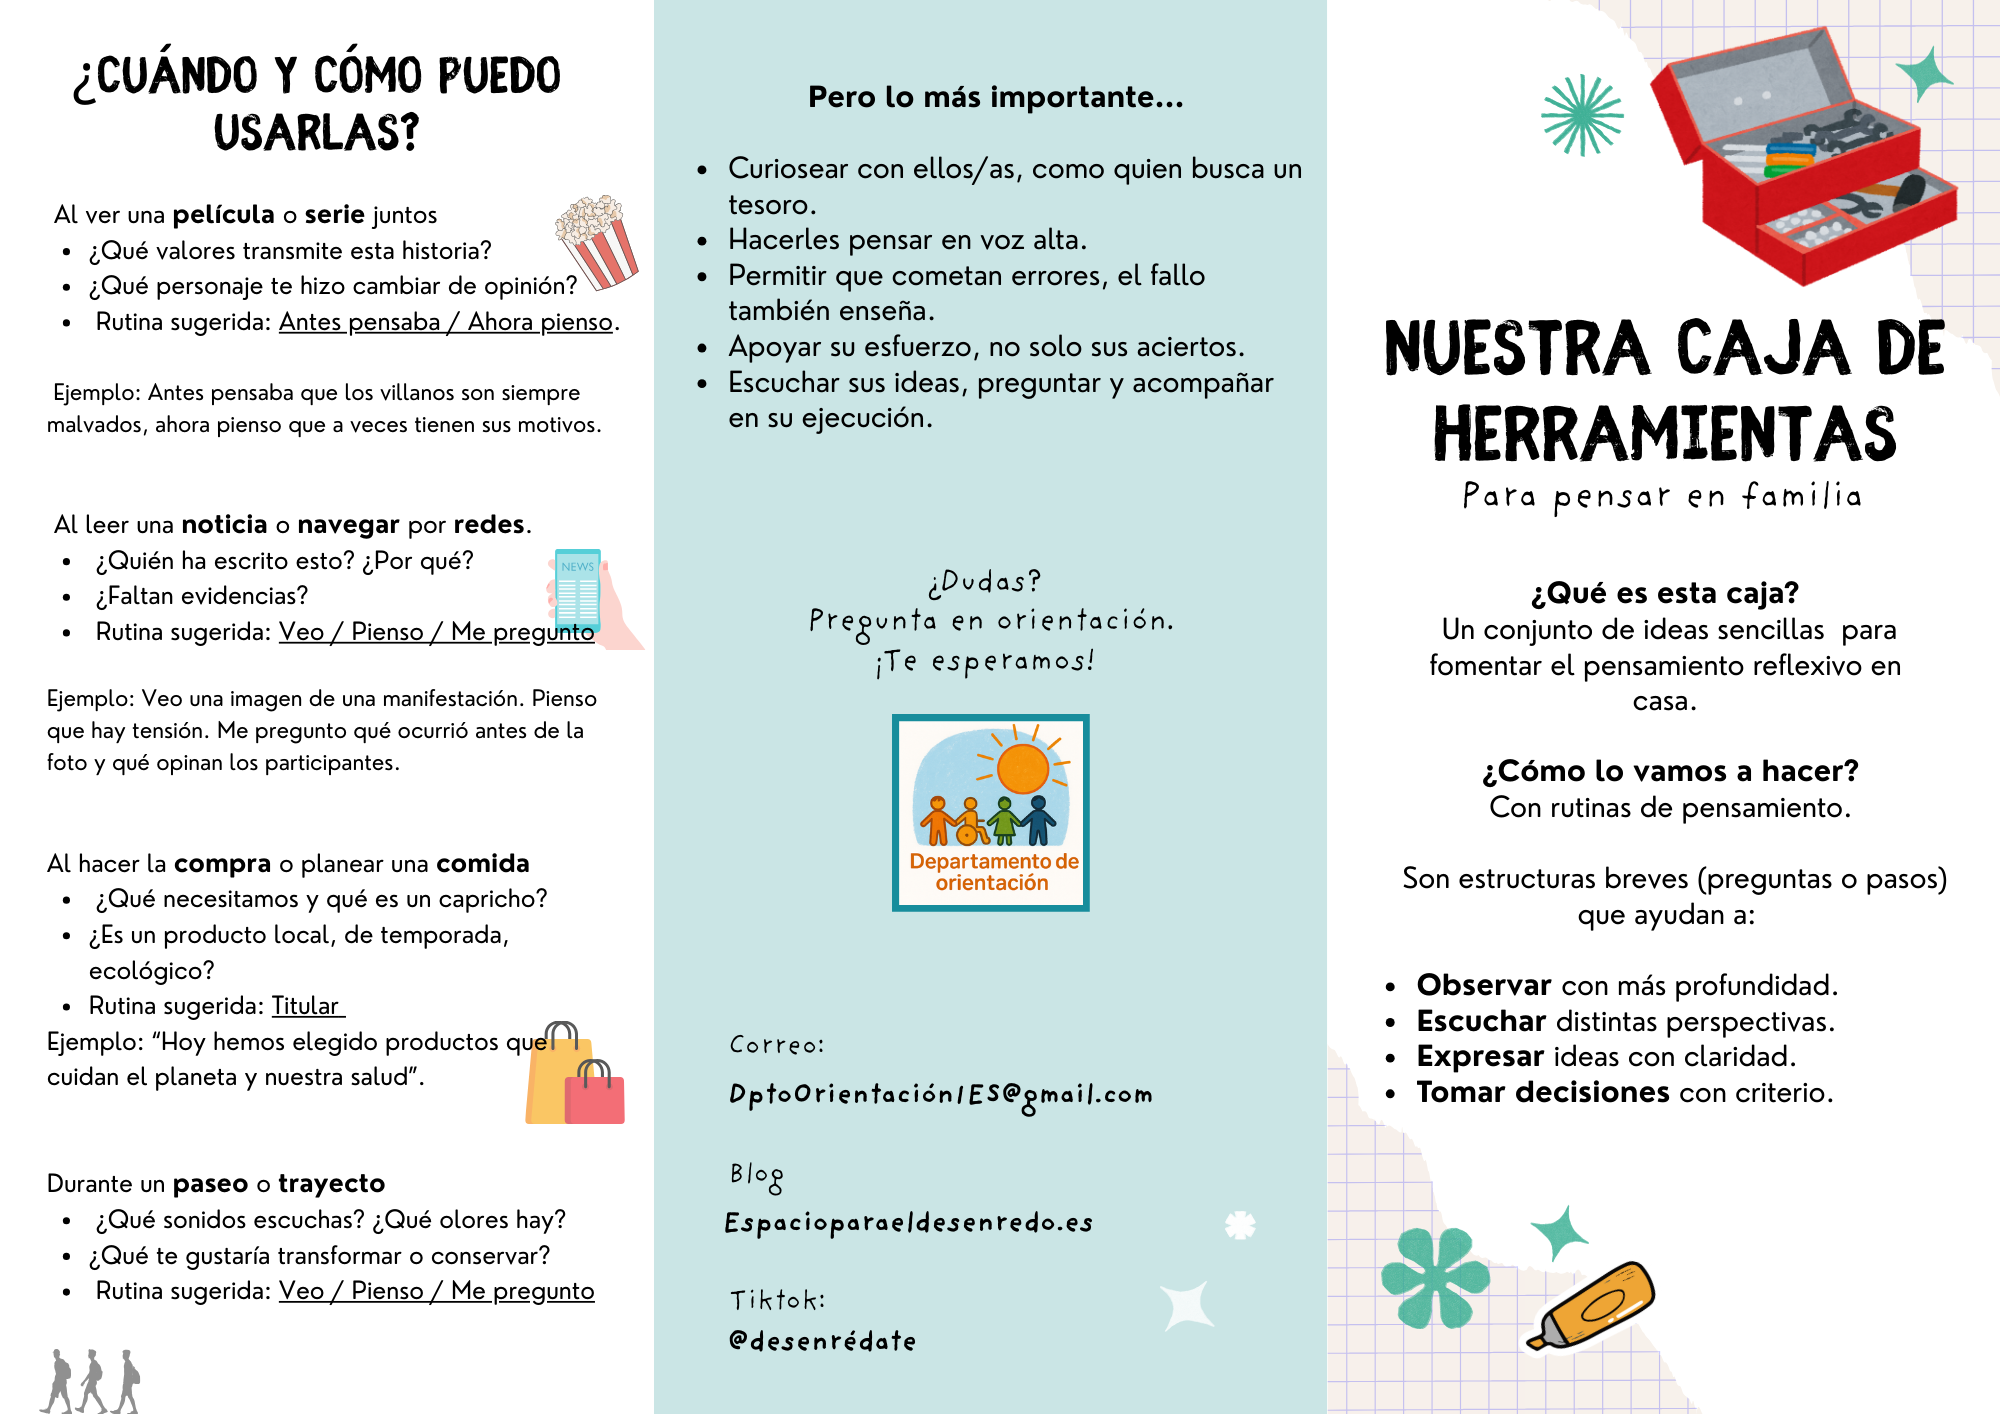 ¿CUÁNDO Y CÓMO PUEDO
USARLAS?
Al ver una película o serie juntos
• ¿Qué valores transmite esta historia?
• ¿Qué personaje te hizo cambiar de opinión?
• Rutina sugerida: Antes pensaba / Ahora pienso.
Ejemplo: Antes pensaba que los villanos son siempre
malvados, ahora pienso que a veces tienen sus motivos.
Al leer una noticia o navegar por redes.
• ¿Quién ha escrito esto? ¿Por qué?
• ¿Faltan evidencias?
• Rutina sugerida: Veo / Pienso / Me pregunto
NEWS
Ejemplo: Veo una imagen de una manifestación. Pienso
que hay tensión. Me pregunto qué ocurrió antes de la
foto y qué opinan los participantes.
Al hacer la compra o planear una comida
• ¿Qué necesitamos y qué es un capricho?
• ¿Es un producto local, de temporada,
ecológico?
• Rutina sugerida: Titular
Ejemplo: “Hoy hemos elegido productos que
cuidan el planeta y nuestra salud”.
Durante un paseo o trayecto
• ¿Qué sonidos escuchas? ¿Qué olores hay?
• ¿Qué te gustaría transformar o conservar?
• Rutina sugerida: Veo / Pienso / Me pregunto
Pero lo más importante...
• Curiosear con ellos/as, como quien busca un
tesoro.
• Hacerles pensar en voz alta.
• Permitir que cometan errores, el fallo
también enseña.
• Apoyar su esfuerzo, no solo sus aciertos.
• Escuchar sus ideas, preguntar y acompañar
en su ejecución.
¿Dudas?
Pregunta en orientación.
¡Te esperamos!
Departamento de
orientación
Correo:
DptoOrientaciónIES@gmail.com
Blog
Espacioparaeldesenredo.es
Tiktok:
@desenrédate
NUESTRA CAJA DE
HERRAMIENTAS
Para pensar en familia
¿Qué es esta caja?
Un conjunto de ideas sencillas para
fomentar el pensamiento reflexivo en
casa.
¿Cómo lo vamos a hacer?
Con rutinas de pensamiento.
Son estructuras breves (preguntas o pasos)
que ayudan a:
• Observar con más profundidad.
• Escuchar distintas perspectivas.
• Expresar ideas con claridad.
• Tomar decisiones con criterio.